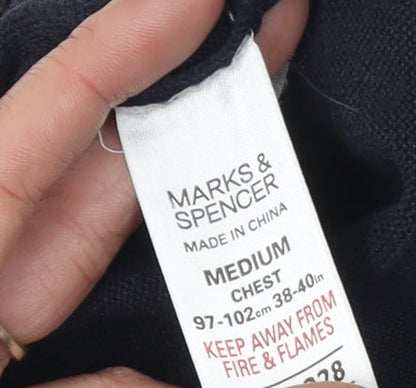 MARKS &
SPENCER
MADE IN CHINA
MEDIUM
CHEST
97-102cm 38-40in
KEEP AWAY FROM
FIRE & FLAMES